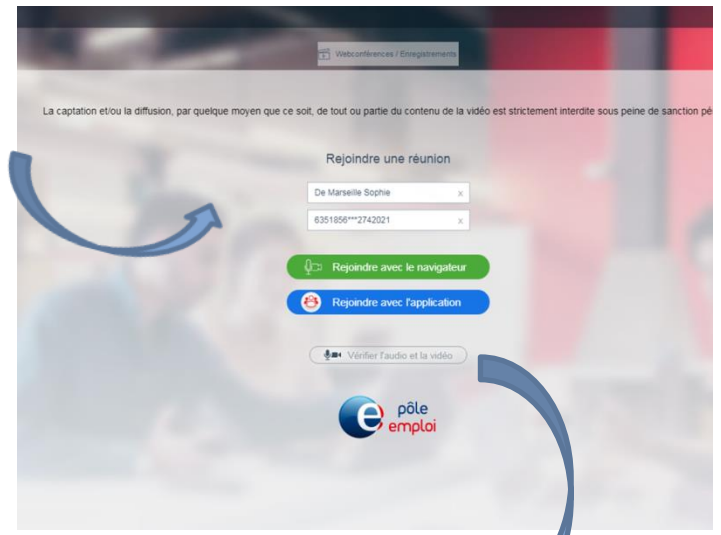 Webconférences / Enregistrements
La captation et/ou la diffusion, par quelque moyen que ce soit, de tout ou partie du contenu de la vidéo est strictement interdite sous peine de sanction pé
Rejoindre une réunion
De Marseille Sophie x
6351856***2742021 x
Rejoindre avec le navigateur
Rejoindre avec l'application
Vérifier l'audio et la vidéo
pôle
emploi